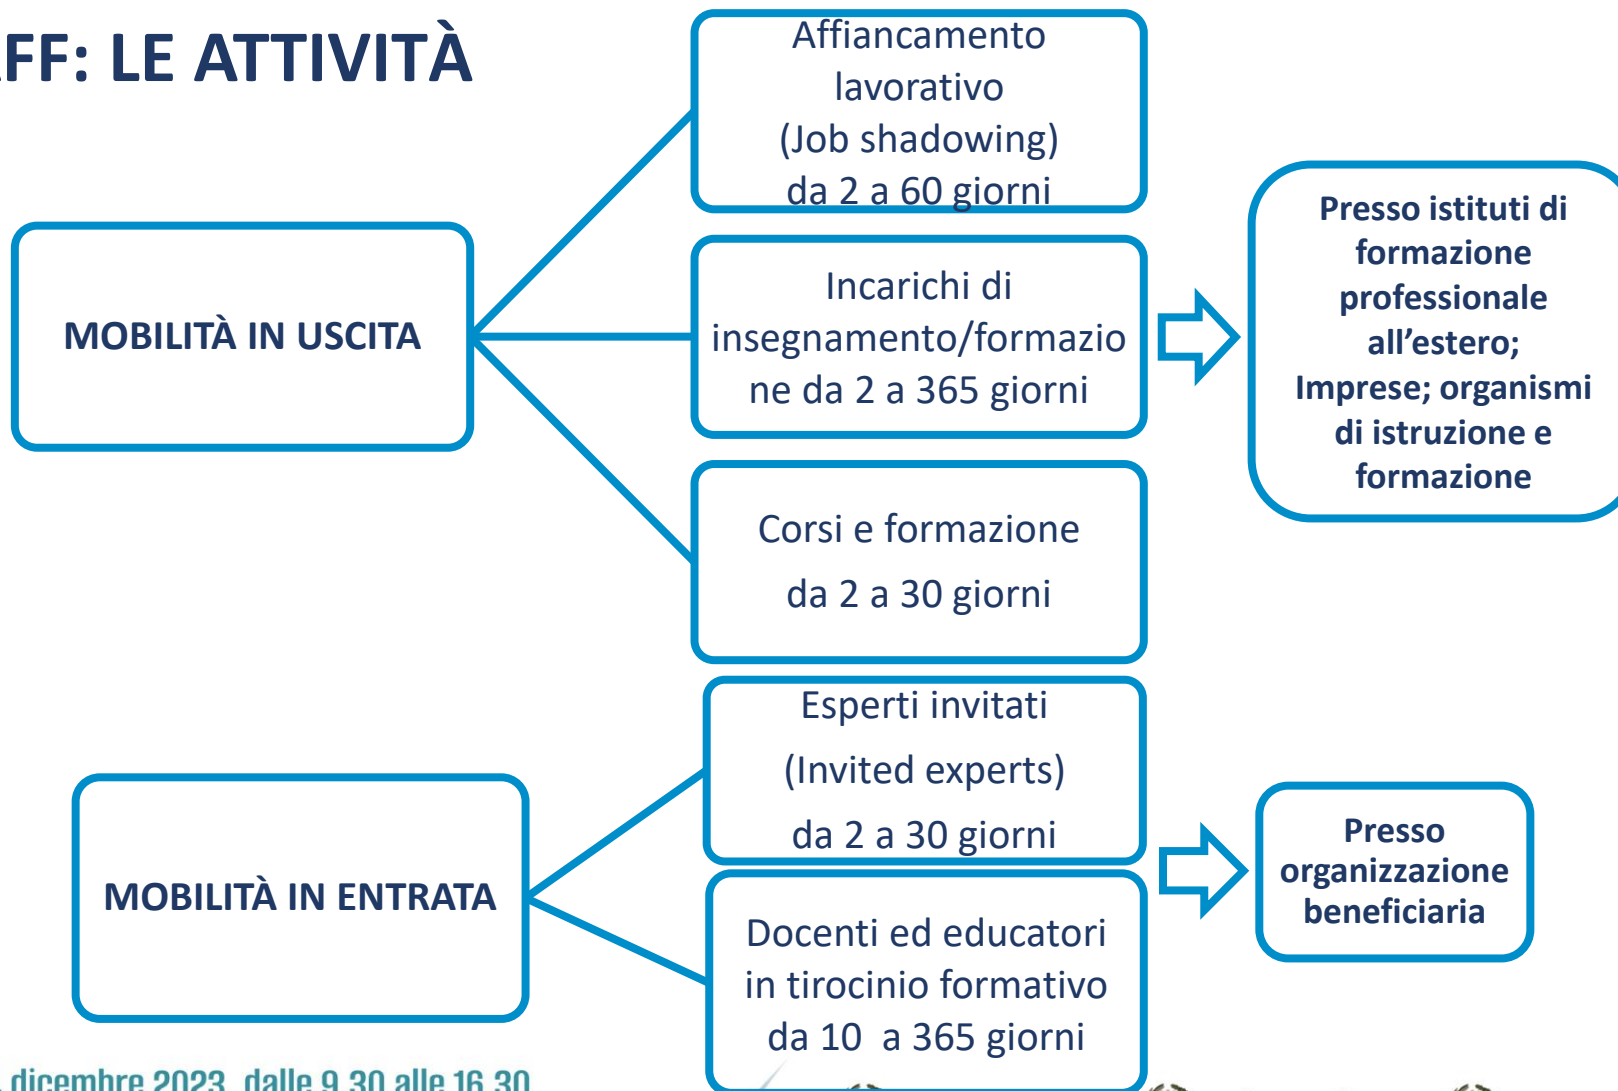 FF: LE ATTIVITÀ
Affiancamento
lavorativo
(Job shadowing)
da 2 a 60 giorni
MOBILITÀ IN USCITA
Incarichi di
insegnamento/formazio
ne da 2 a 365 giorni
Corsi e formazione
da 2 a 30 giorni
Presso istituti di
formazione
professionale
all’estero;
Imprese; organismi
di istruzione e
formazione
MOBILITÀ IN ENTRATA
Esperti invitati
(Invited experts)
da 2 a 30 giorni
Docenti ed educatori
in tirocinio formativo
da 10 a 365 giorni
Presso
organizzazione
beneficiaria
dicembre 2023, dalle 9.30 alle 16.30